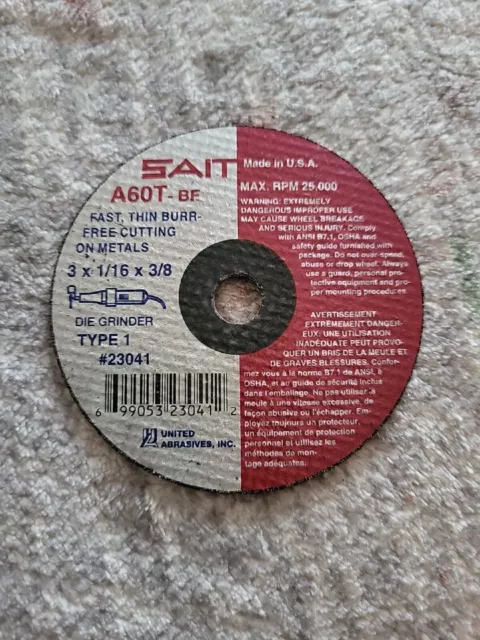 SAIT
A60T-BF
FAST, THIN BURR-
FREE CUTTING
ON METALS
3 x 1/16 x 3/8
DIE GRINDER
TYPE 1
#23041
6 99053 23041 2
UNITED
ABRASIVES, INC.
Made in U.S.A.
MAX. RPM 25,000
WARNING: EXTREMELY
DANGEROUS IMPROPER USE
MAY CAUSE WHEEL BREAKAGE
AND SERIOUS INJURY. Comply
with ANSI B7.1, OSHA and
safety guide furnished with
package. Do not over-speed,
abuse or drop wheel. Always
use a guard, personal pro-
tective equipment and pro-
per mounting procedures.
AVERTISSEMENT
EXTREMEMENT DANGER-
EUX: UNE UTILISATION
INADÉQUATE PEUT PROVO-
QUER UN BRIS DE LA MEULE ET
DE GRAVES BLESSURES. Confor-
mez vous à la norme B7.1 de ANSI, à
OSHA, et au guide de sécurité inclus
dans l'emballage. Ne pas utiliser la
meule à une vitesse excessive, de
façon abusive ou l'échapper. Em-
ployez toujours un protecteur,
un équipement de protection
personnel et utilisez les
méthodes de mon-
tage adéquates.